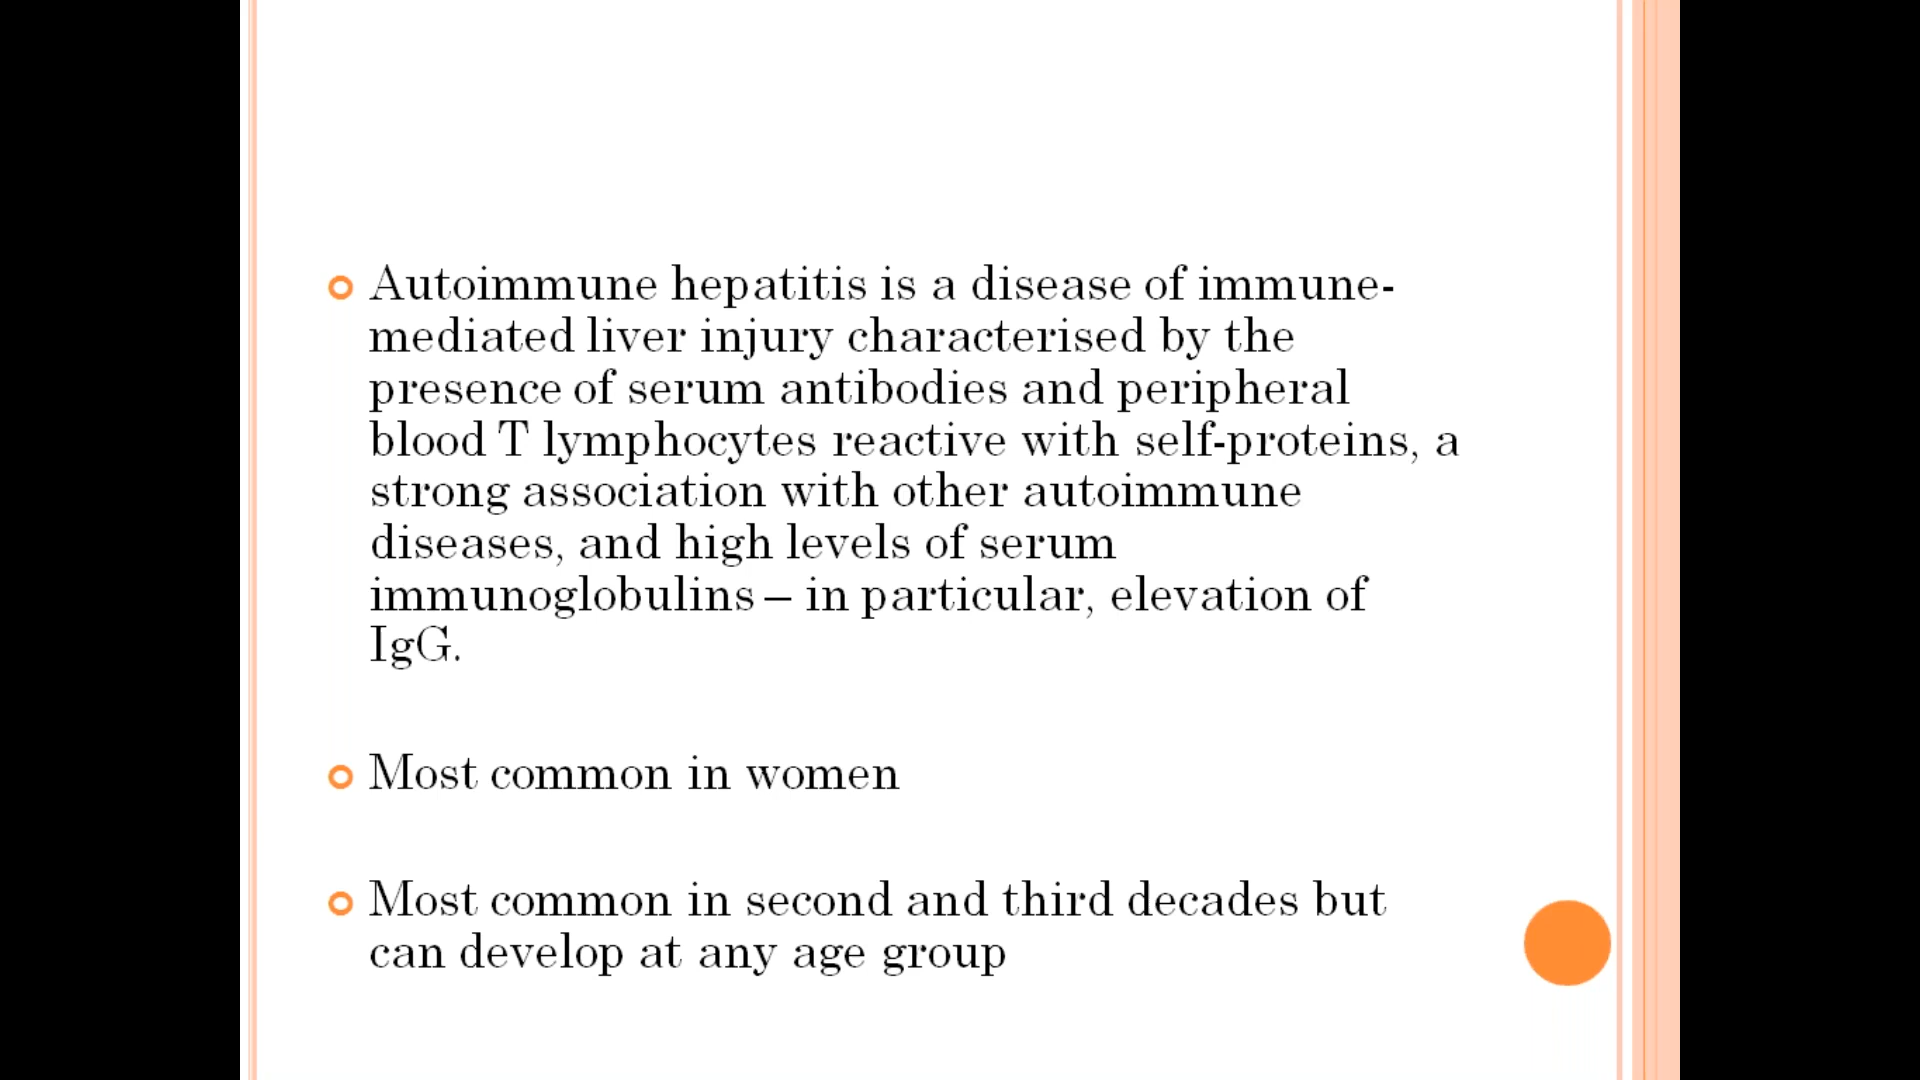 Autoimmune hepatitis is a disease of immune-
mediated liver injury characterised by the
presence of serum antibodies and peripheral
blood T lymphocytes reactive with self-proteins, a
strong association with other autoimmune
diseases, and high levels of serum
immunoglobulins – in particular, elevation of
IgG.
Most common in women
Most common in second and third decades but
can develop at any age group